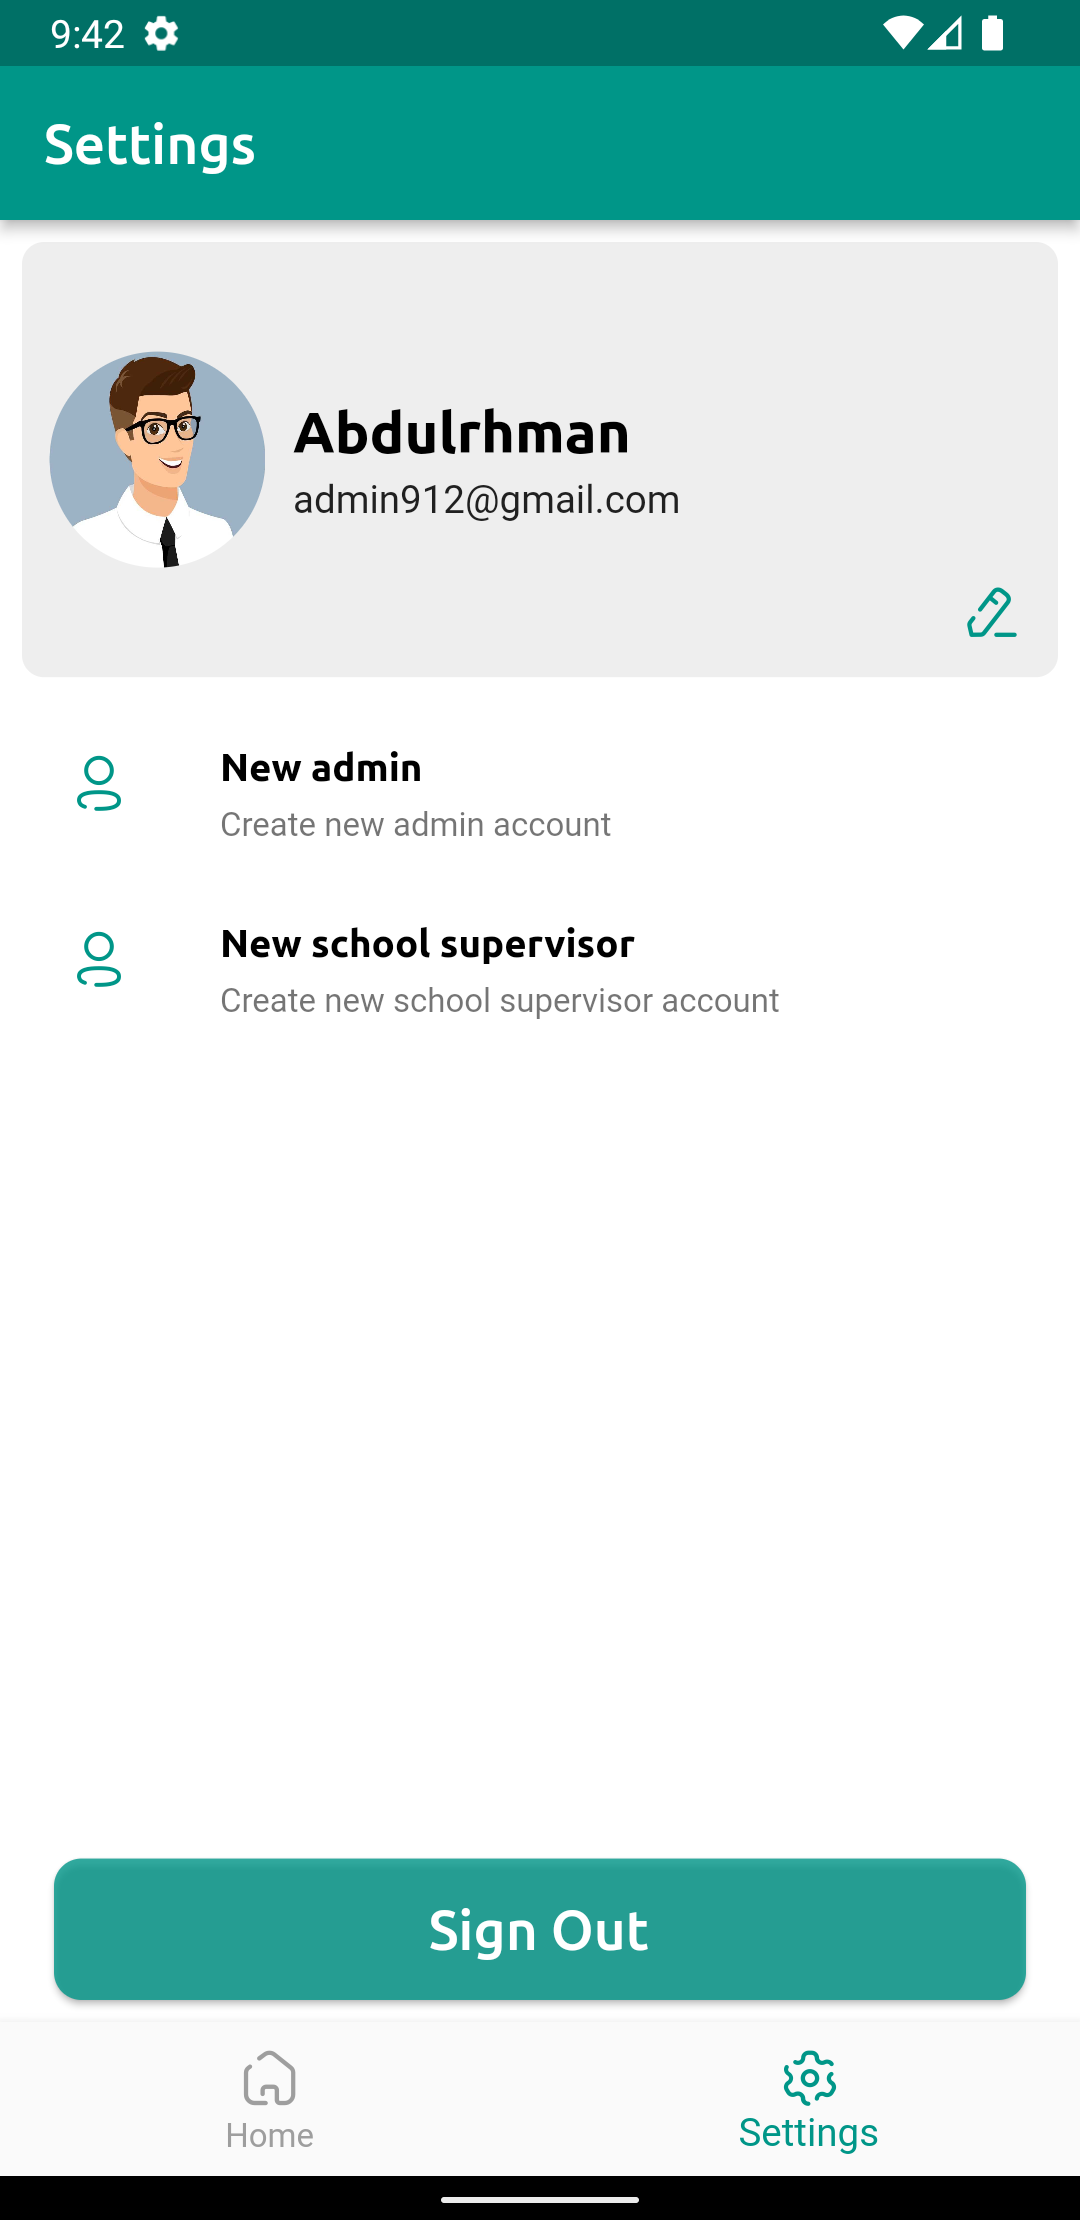 9:42
Settings
Abdulrhman
admin912@gmail.com
New admin
Create new admin account
New school supervisor
Create new school supervisor account
Sign Out
Home
Settings